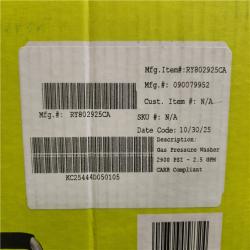 Mfg.Item#:RY802925CA
Mfg.#: 090079952
Cust. Item #: N/A
Mfg.#: RY802925CA
SKU #: N/A
Date Code: 10/30/25
Description:
Gas Pressure Washer
2900 PSI - 2.5 GPM
CARB Compliant
KC25444D050105